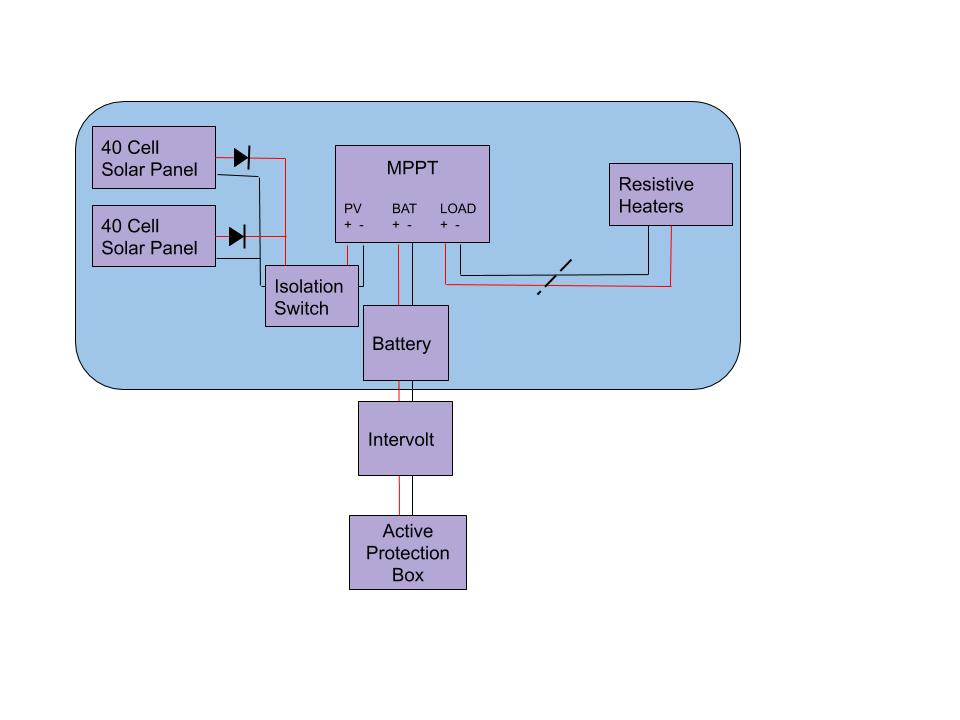 40 Cell
Solar Panel
40 Cell
Solar Panel
MPPT
PV BAT LOAD
+ - + - + -
Resistive
Heaters
Isolation
Switch
Battery
Intervolt
Active
Protection
Box